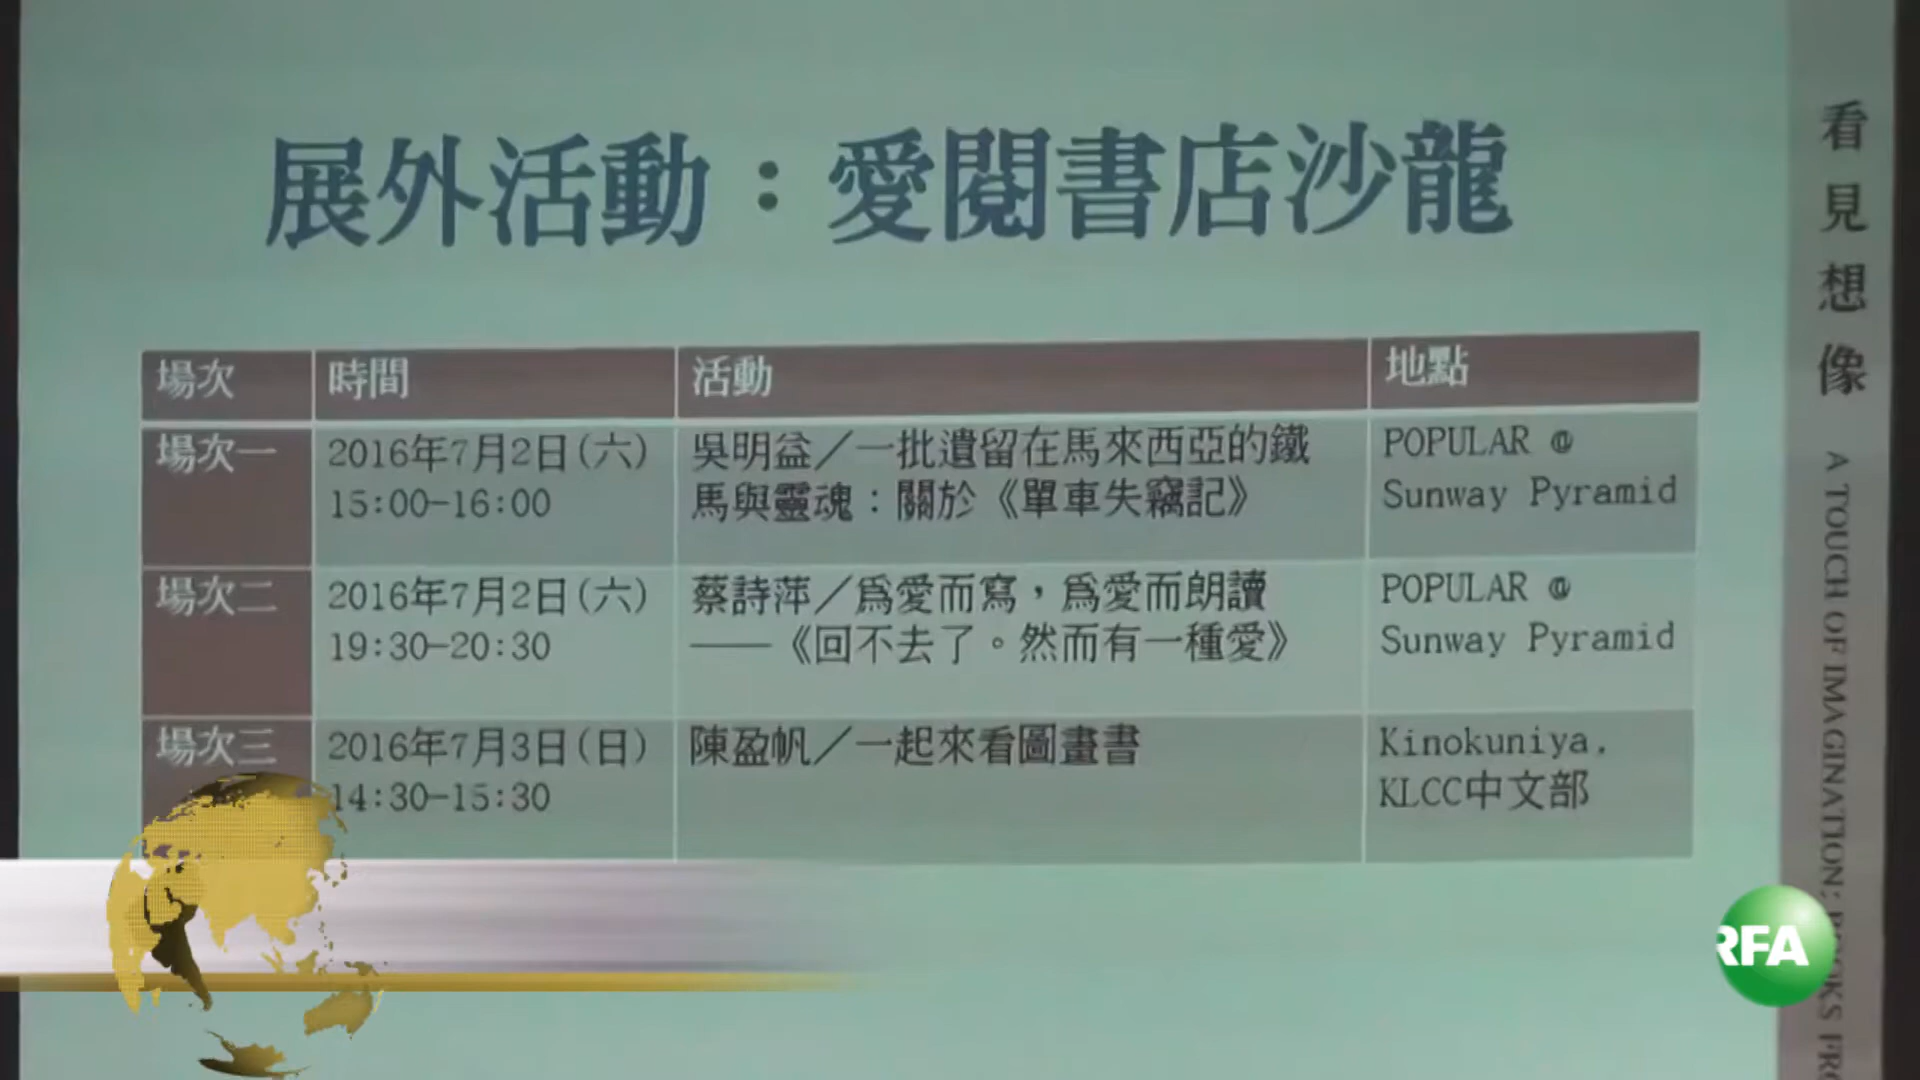 展外活動：愛閱書店沙龍
場次 時間 活動 地點
場次一 2016年7月2日(六) 吳明益／一批遺留在馬來西亞的鐵 POPULAR @
15:00-16:00 馬與靈魂：關於《單車失竊記》 Sunway Pyramid
場次二 2016年7月2日(六) 蔡詩萍／為愛而寫，為愛而朗讀 POPULAR @
19:30-20:30 ——《回不去了。然而有一種愛》 Sunway Pyramid
場次三 2016年7月3日(日) 陳盈帆／一起來看圖畫書 Kinokuniya.
14:30-15:30 KLCC中文部
看見想像 A TOUCH OF IMAGINATION:
RFA